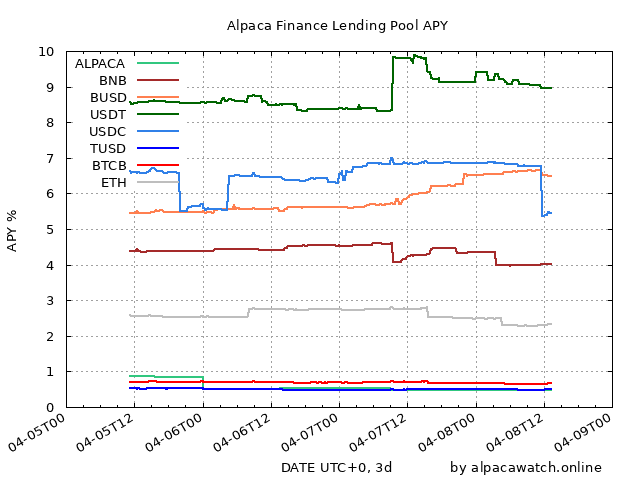 Alpaca Finance Lending Pool APY
10
9
8
7
6
5
4
3
2
1
0
APY %
ALPACA
BNB
BUSD
USDT
USDC
TUSD
BTCB
ETH
04-05T00
04-05T12
04-06T00
04-06T12
04-07T00
04-07T12
04-08T00
04-08T12
04-09T00
DATE UTC+0, 3d
by alpacawatch.online